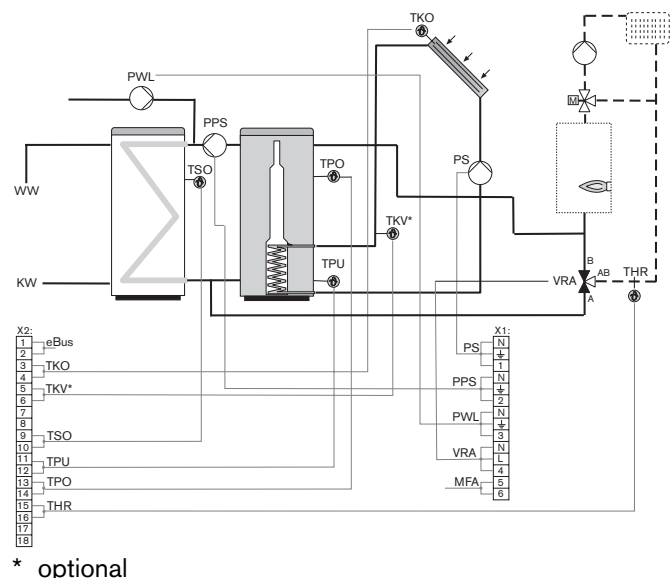 TKO
PWL
PPS
TSO
TPO
PS
TKV*
TPU
WW
KW
M
B
AB
A
VRA
THR
X2:
1
2
eBus
3
4
TKO
5
6
TKV*
7
8
9
10
TSO
11
12
TPU
13
14
TPO
15
16
THR
17
18
X1:
PS
N
1
PPS
N
2
PWL
N
3
VRA
N
L
4
MFA
5
6
* optional